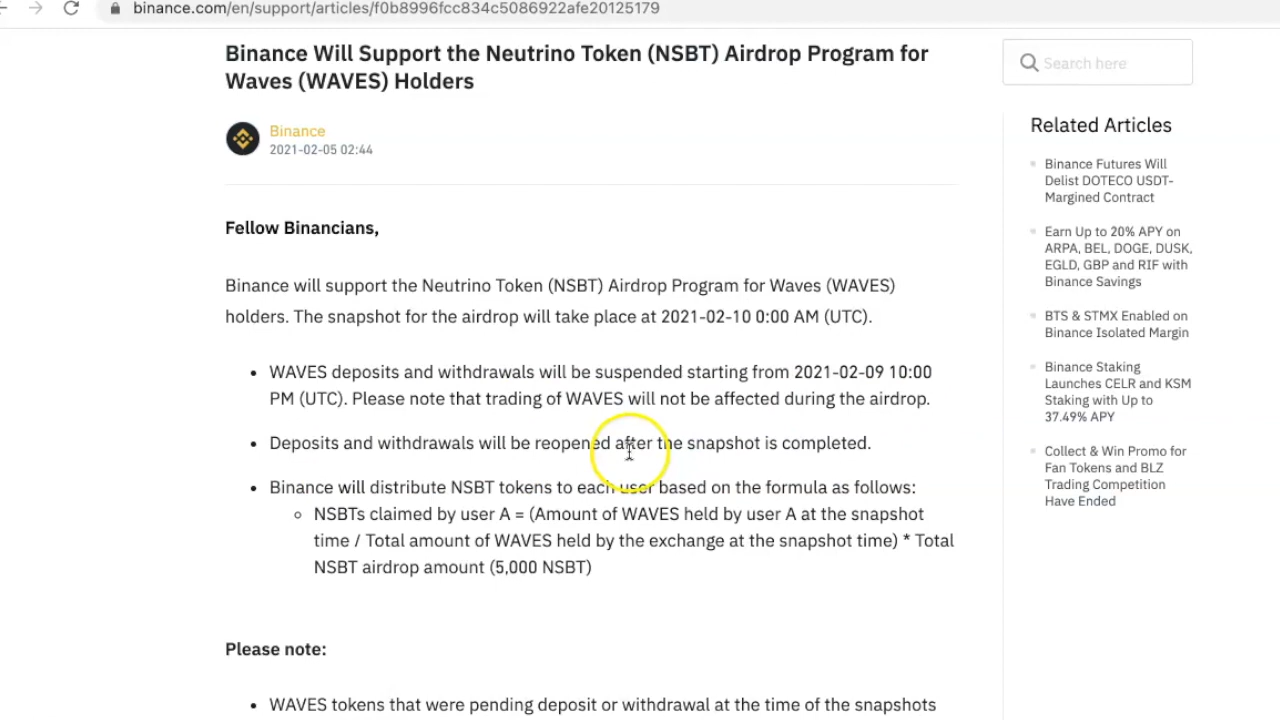 binance.com/en/support/articles/f0b8996fcc834c5086922afe20125179
Binance Will Support the Neutrino Token (NSBT) Airdrop Program for
Waves (WAVES) Holders
Binance
2021-02-05 02:44
Fellow Binancians,
Binance will support the Neutrino Token (NSBT) Airdrop Program for Waves (WAVES)
holders. The snapshot for the airdrop will take place at 2021-02-10 0:00 AM (UTC).
WAVES deposits and withdrawals will be suspended starting from 2021-02-09 10:00
PM (UTC). Please note that trading of WAVES will not be affected during the airdrop.
Deposits and withdrawals will be reopened after the snapshot is completed.
Binance will distribute NSBT tokens to each user based on the formula as follows:
NSBTs claimed by user A = (Amount of WAVES held by user A at the snapshot
time / Total amount of WAVES held by the exchange at the snapshot time) * Total
NSBT airdrop amount (5,000 NSBT)
Please note:
WAVES tokens that were pending deposit or withdrawal at the time of the snapshots
Search here
Related Articles
Binance Futures Will
Delist DOTECO USDT-
Margined Contract
Earn Up to 20% APY on
ARPA, BEL, DOGE, DUSK,
EGLD, GBP and RIF with
Binance Savings
BTS & STMX Enabled on
Binance Isolated Margin
Binance Staking
Launches CELR and KSM
Staking with Up to
37.49% APY
Collect & Win Promo for
Fan Tokens and BLZ
Trading Competition
Have Ended